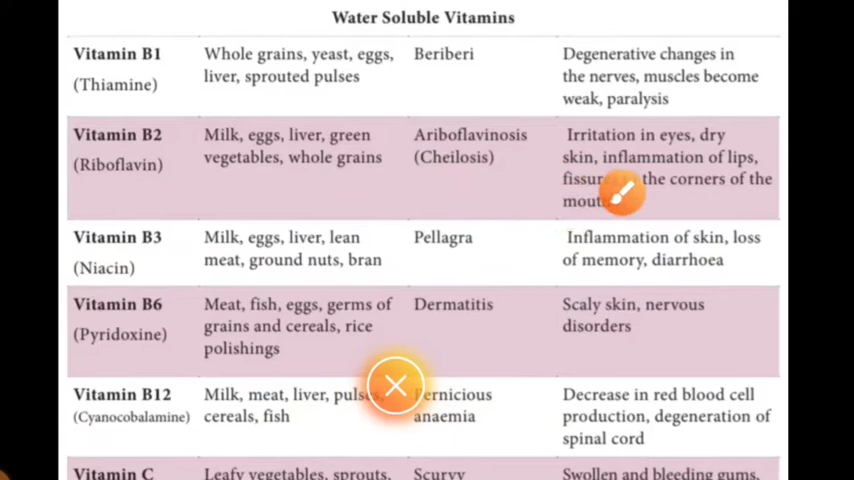 Water Soluble Vitamins
Vitamin B1
(Thiamine)
Whole grains, yeast, eggs,
liver, sprouted pulses
Beriberi
Degenerative changes in
the nerves, muscles become
weak, paralysis
Vitamin B2
(Riboflavin)
Milk, eggs, liver, green
vegetables, whole grains
Ariboflavinosis
(Cheilosis)
Irritation in eyes, dry
skin, inflammation of lips,
the corners of the
Vitamin B3
(Niacin)
Milk, eggs, liver, lean
meat, ground nuts, bran
Pellagra
Inflammation of skin, loss
of memory, diarrhoea
Vitamin B6
(Pyridoxine)
Meat, fish, eggs, germs of
grains and cereals, rice
polishings
Dermatitis
Scaly skin, nervous
disorders
Vitamin B12
(Cyanocobalamine)
Milk, meat, liver, pulses,
cereals, fish
Pernicious
anaemia
Decrease in red blood cell
production, degeneration of
spinal cord
Vitamin C
Leafy vegetables, sprouts,
Scurvy
Swollen and bleeding gums,